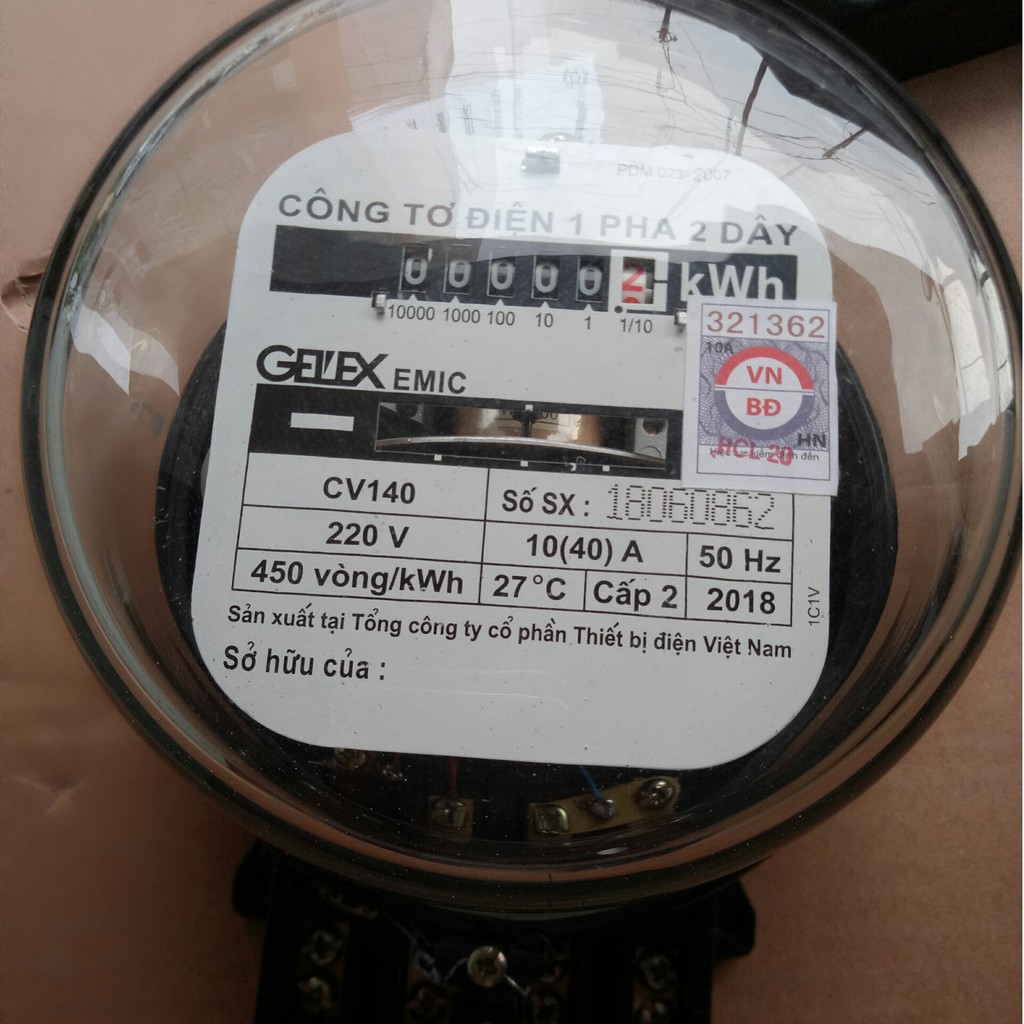 PDM 023-2007
CÔNG TƠ ĐIỆN 1 PHA 2 DÂY
0 0 0 0 0 2 kWh
10000 1000 100 10 1 1/10
321362
10A
VN
BĐ
HN
GELEX EMIC
CV140
Số SX : 18060862
220 V
10(40) A
50 Hz
450 vòng/kWh
27°C
Cấp 2
2018
1C1V
Sản xuất tại Tổng công ty cổ phần Thiết bị điện Việt Nam
Sở hữu của :